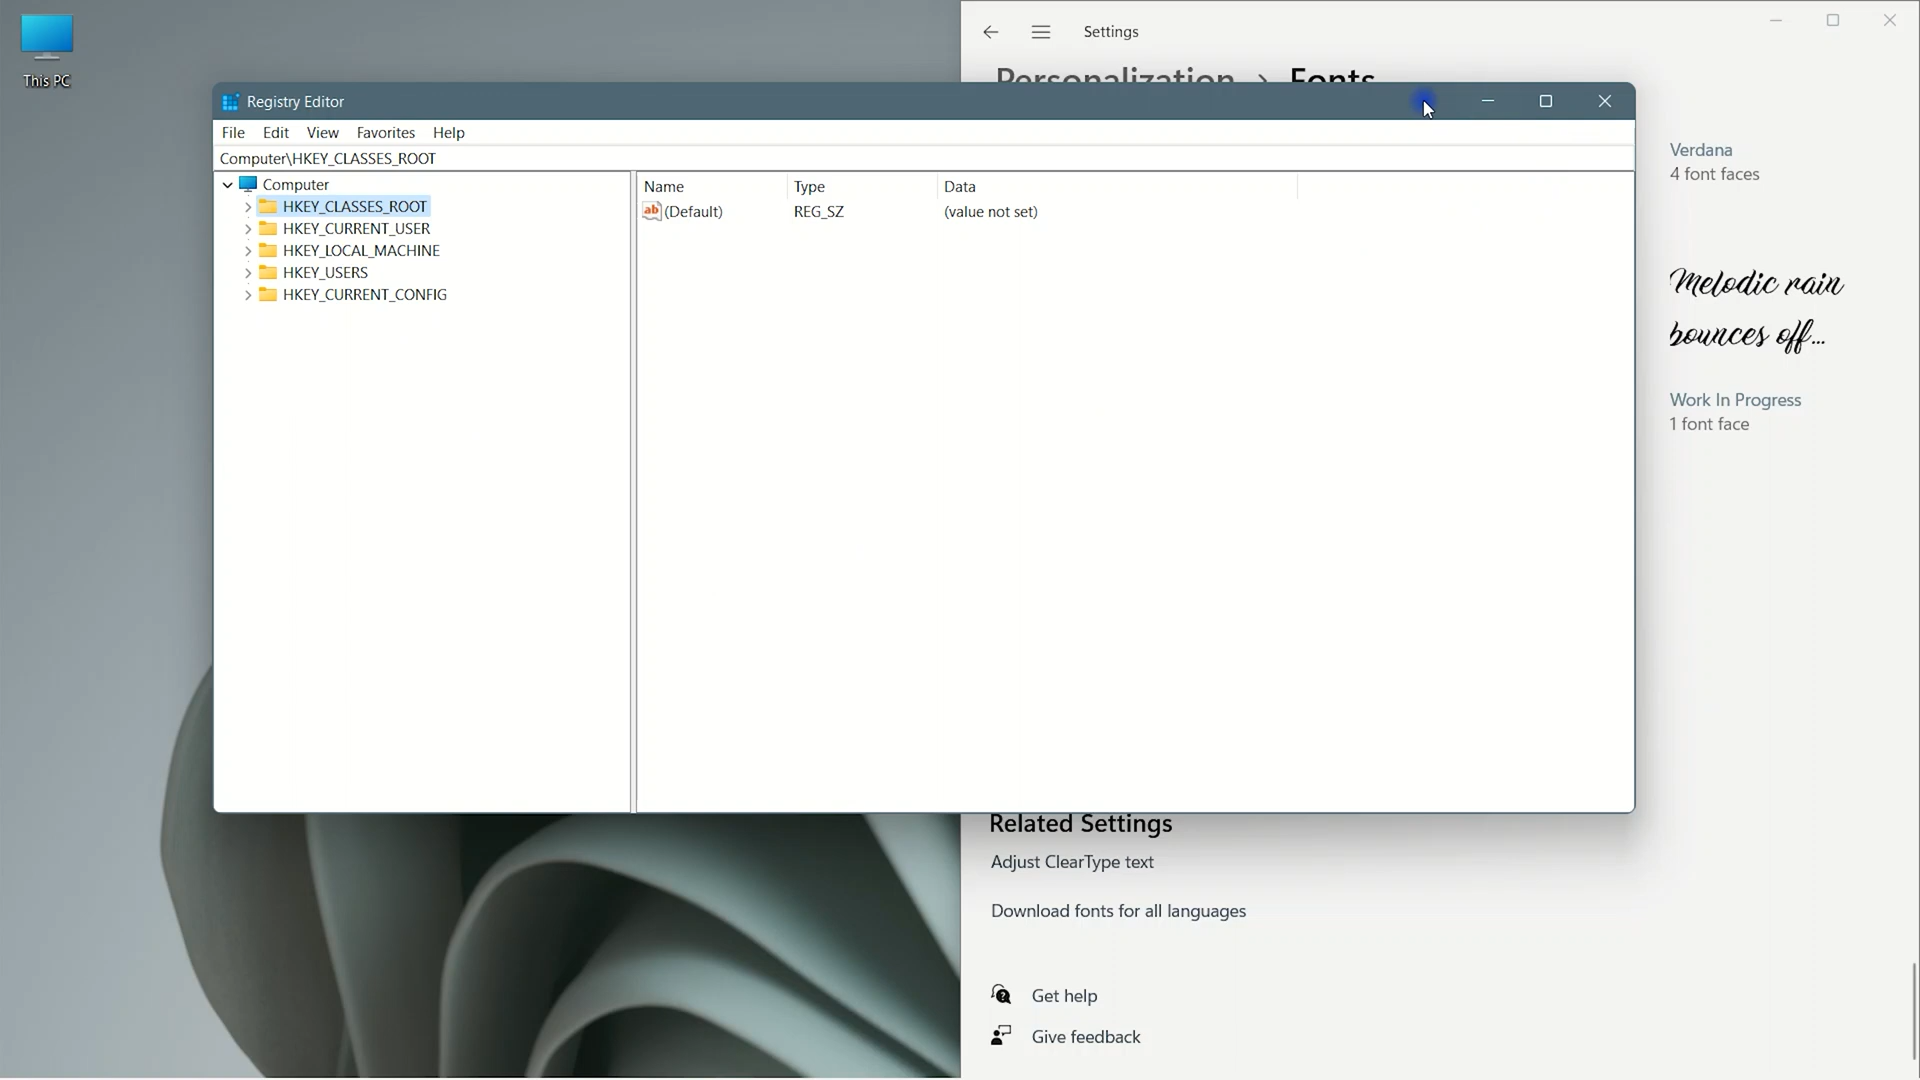 This PC
Settings
Personalization > Fonts
Registry Editor
File Edit View Favorites Help
Computer\HKEY_CLASSES_ROOT
Computer
HKEY_CLASSES_ROOT
HKEY_CURRENT_USER
HKEY_LOCAL_MACHINE
HKEY_USERS
HKEY_CURRENT_CONFIG
Name Type Data
ab (Default) REG_SZ (value not set)
Verdana
4 font faces
Melodic rain
bounces off...
Work In Progress
1 font face
Related Settings
Adjust ClearType text
Download fonts for all languages
Get help
Give feedback